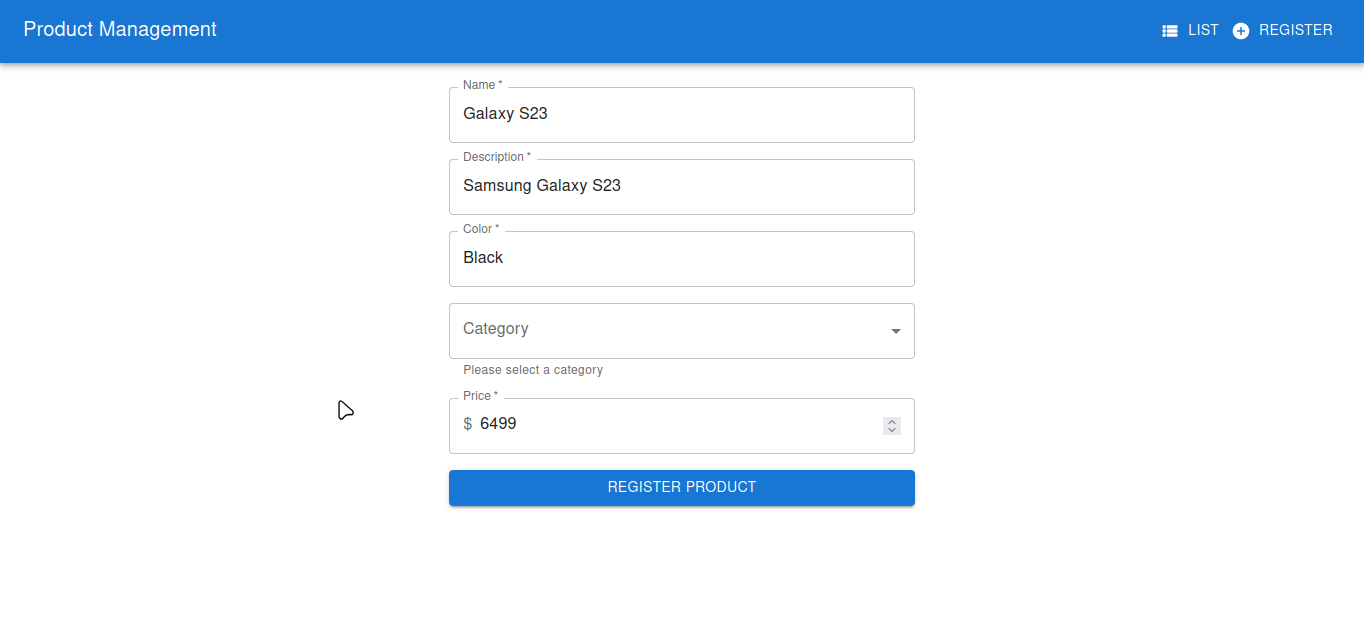 Product Management
LIST
REGISTER
Name *
Galaxy S23
Description *
Samsung Galaxy S23
Color *
Black
Category
Please select a category
Price *
$ 6499
REGISTER PRODUCT